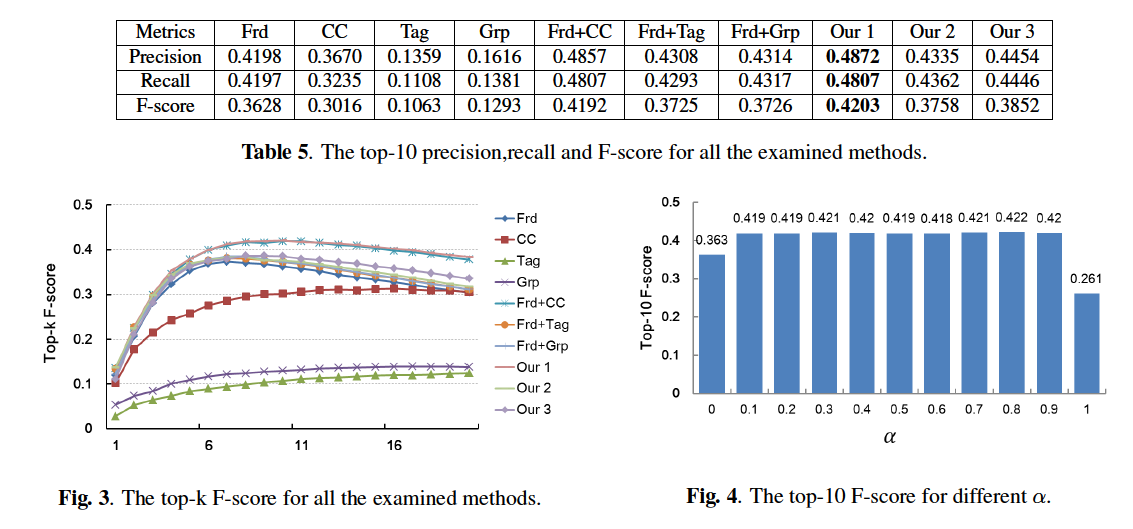 Metrics Frd CC Tag Grp Frd+CC Frd+Tag Frd+Grp Our 1 Our 2 Our 3
Precision 0.4198 0.3670 0.1359 0.1616 0.4857 0.4308 0.4314 0.4872 0.4335 0.4454
Recall 0.4197 0.3235 0.1108 0.1381 0.4807 0.4293 0.4317 0.4807 0.4362 0.4446
F-score 0.3628 0.3016 0.1063 0.1293 0.4192 0.3725 0.3726 0.4203 0.3758 0.3852
Table 5. The top-10 precision,recall and F-score for all the examined methods.
Top-k F-score
0.5
0.4
0.3
0.2
0.1
0
1 6 11 16
Frd
CC
Tag
Grp
Frd+CC
Frd+Tag
Frd+Grp
Our 1
Our 2
Our 3
Fig. 3. The top-k F-score for all the examined methods.
Top-10 F-score
0.5
0.4
0.3
0.2
0.1
0
0.363 0.419 0.419 0.421 0.42 0.419 0.418 0.421 0.422 0.42 0.261
0 0.1 0.2 0.3 0.4 0.5 0.6 0.7 0.8 0.9 1
α
Fig. 4. The top-10 F-score for different α.